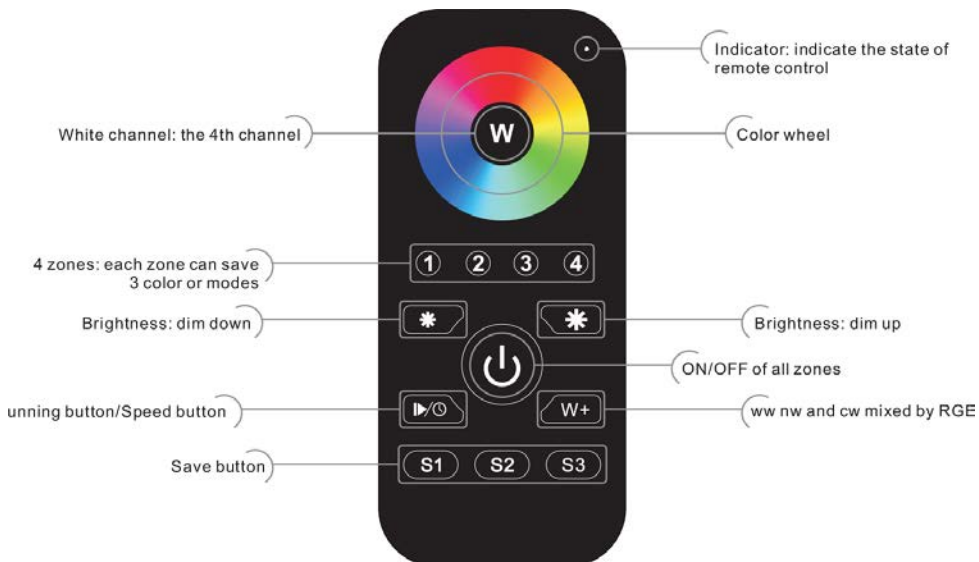 Indicator: indicate the state of
remote control
White channel: the 4th channel
W
Color wheel
4 zones: each zone can save
3 color or modes
1 2 3 4
Brightness: dim down
Brightness: dim up
ON/OFF of all zones
unning button/Speed button
W+
ww nw and cw mixed by RGE
Save button
S1 S2 S3